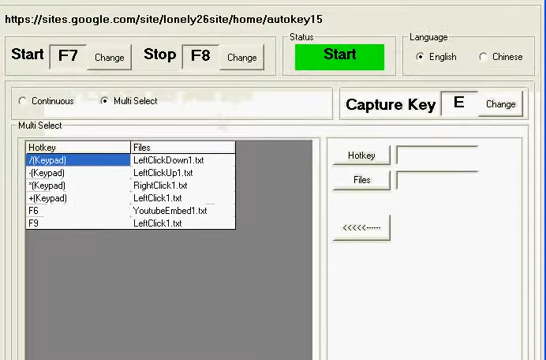 https://sites.google.com/site/lonely26site/home/autokey15
Start F7 Change Stop F8 Change
Status
Start
Language
English Chinese
Continuous Multi Select
Capture Key E Change
Multi Select
Hotkey Files
/(Keypad) LeftClickDown1.txt
-(Keypad) LeftClickUp1.txt
*(Keypad) RightClick1.txt
+(Keypad) LeftClick1.txt
F6 YoutubeEmbed1.txt
F9 LeftClick1.txt
Hotkey
Files
<<<<<------